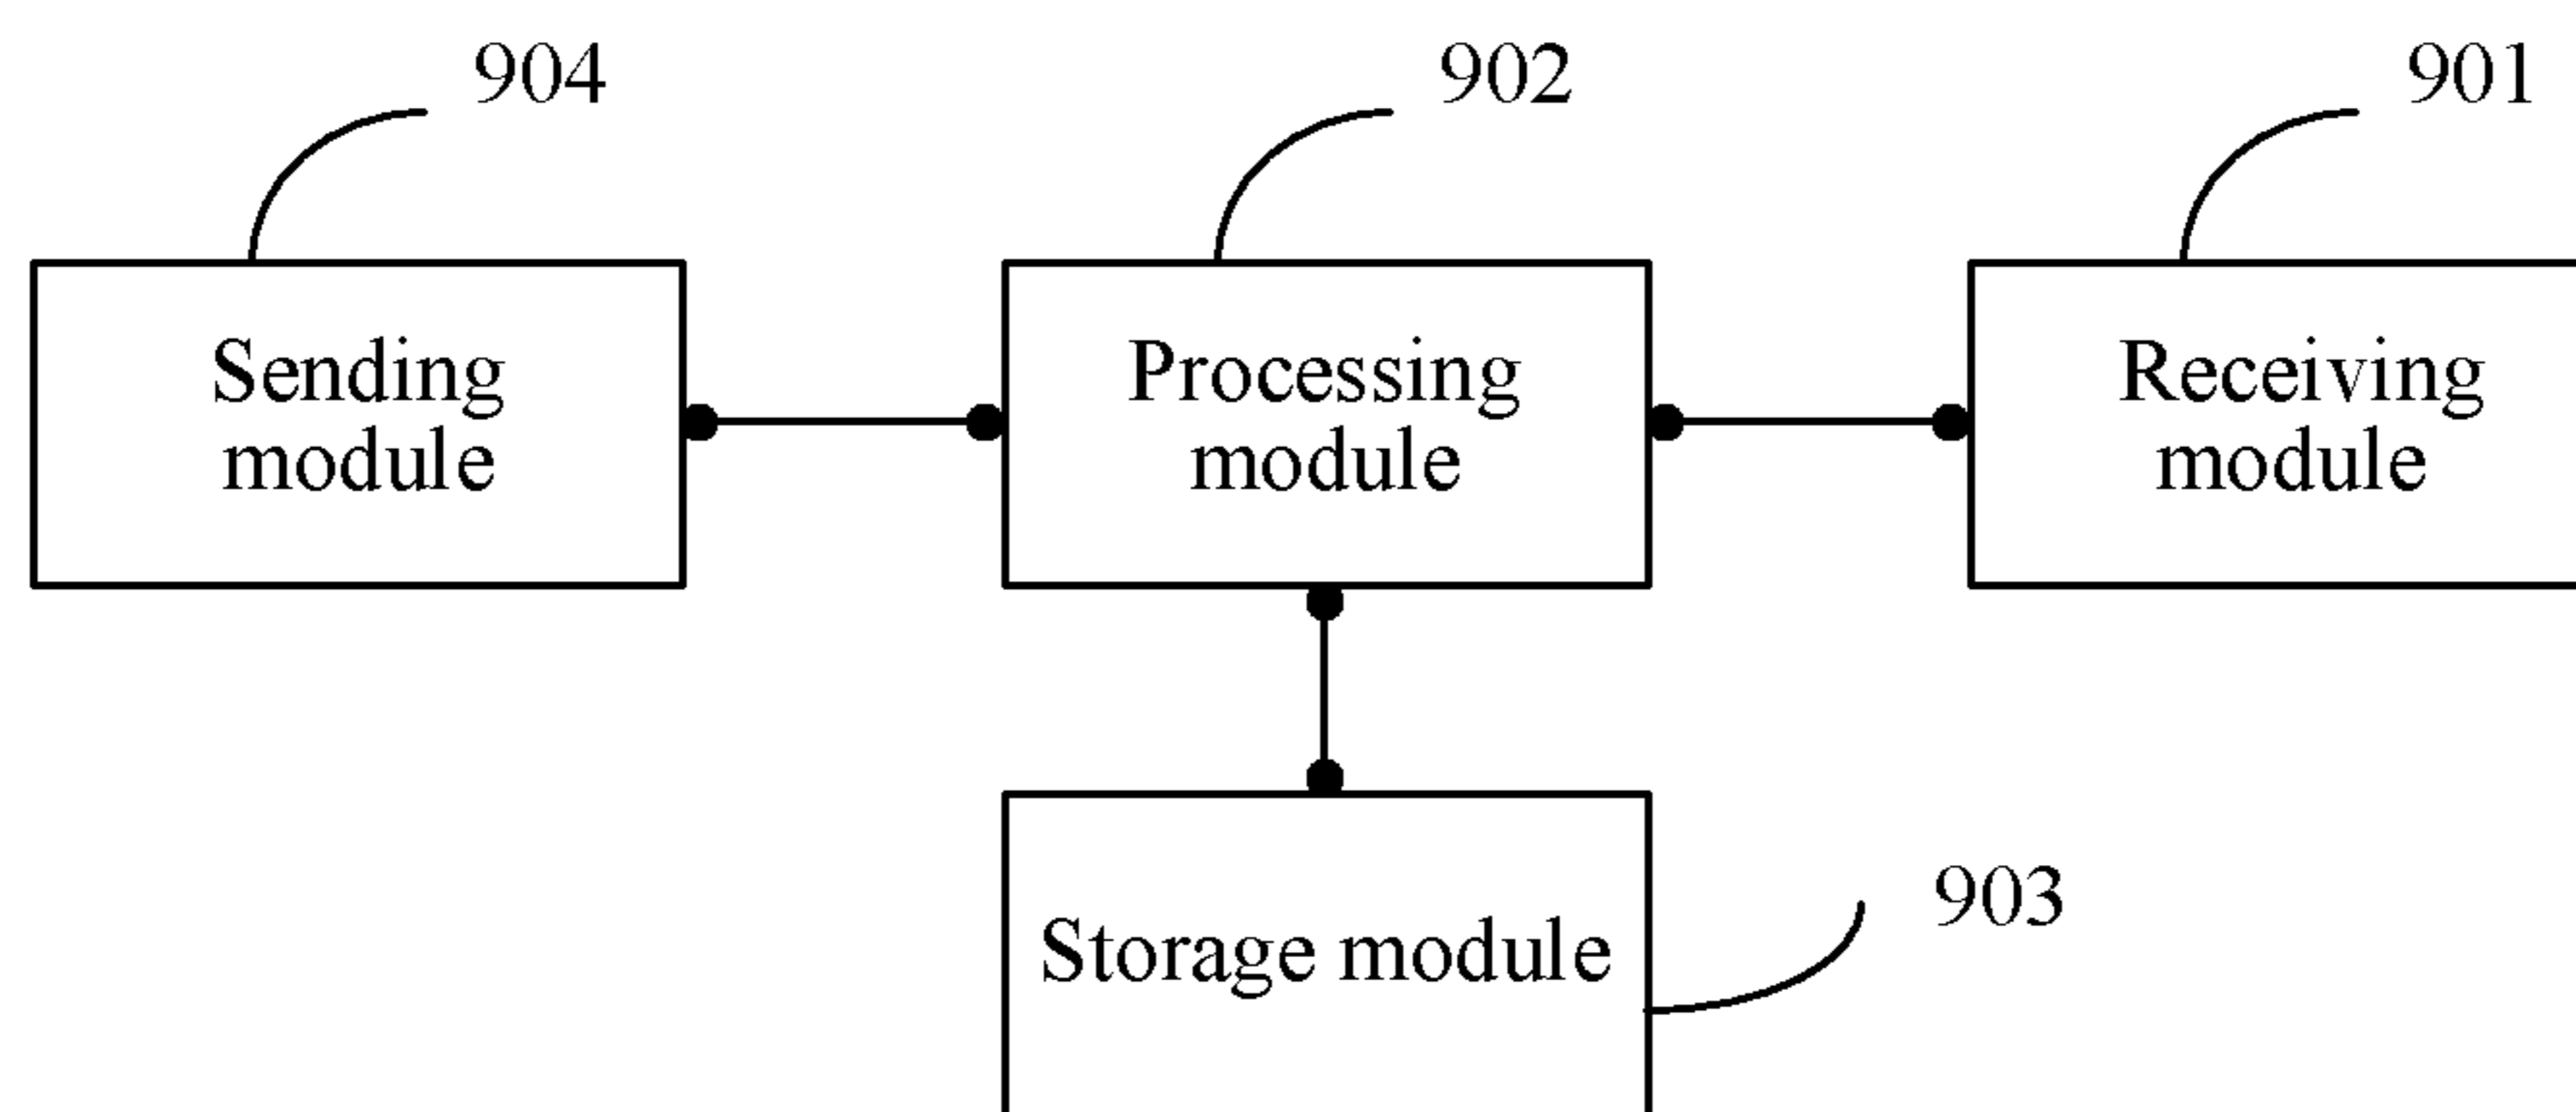 904
902
901
Sending
module
Processing
module
Receiving
module
Storage module
903